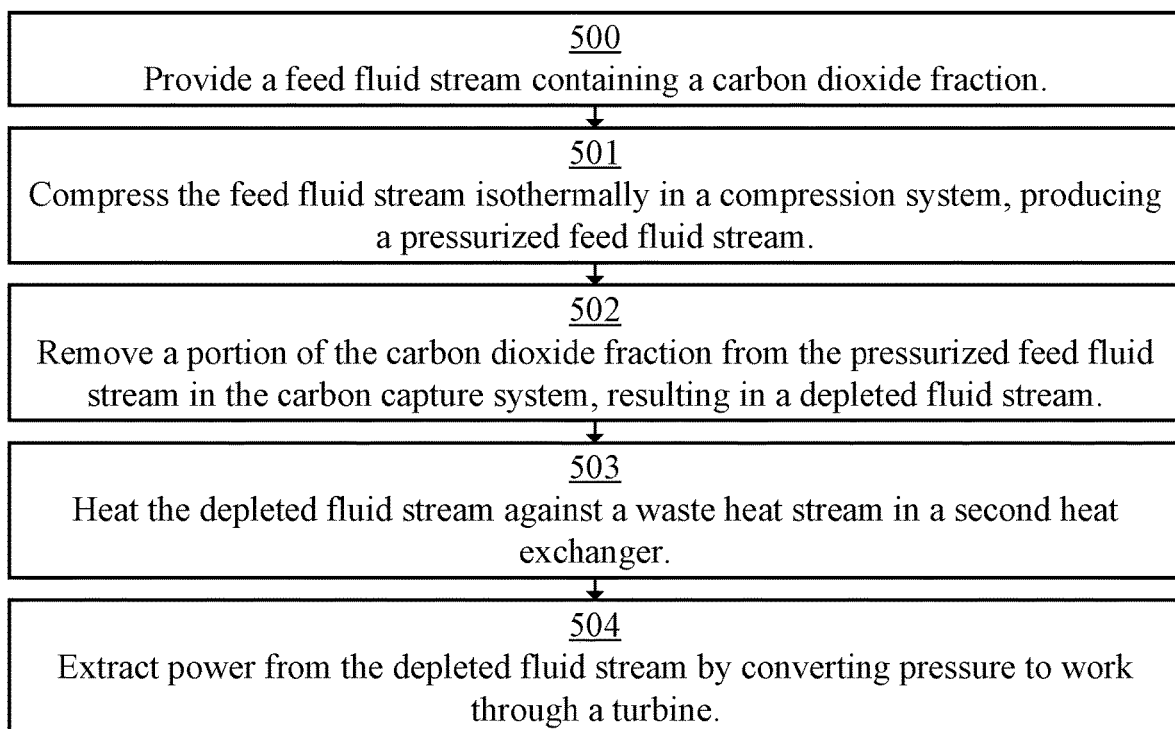 500
Provide a feed fluid stream containing a carbon dioxide fraction.
501
Compress the feed fluid stream isothermally in a compression system, producing
a pressurized feed fluid stream.
502
Remove a portion of the carbon dioxide fraction from the pressurized feed fluid
stream in the carbon capture system, resulting in a depleted fluid stream.
503
Heat the depleted fluid stream against a waste heat stream in a second heat
exchanger.
504
Extract power from the depleted fluid stream by converting pressure to work
through a turbine.